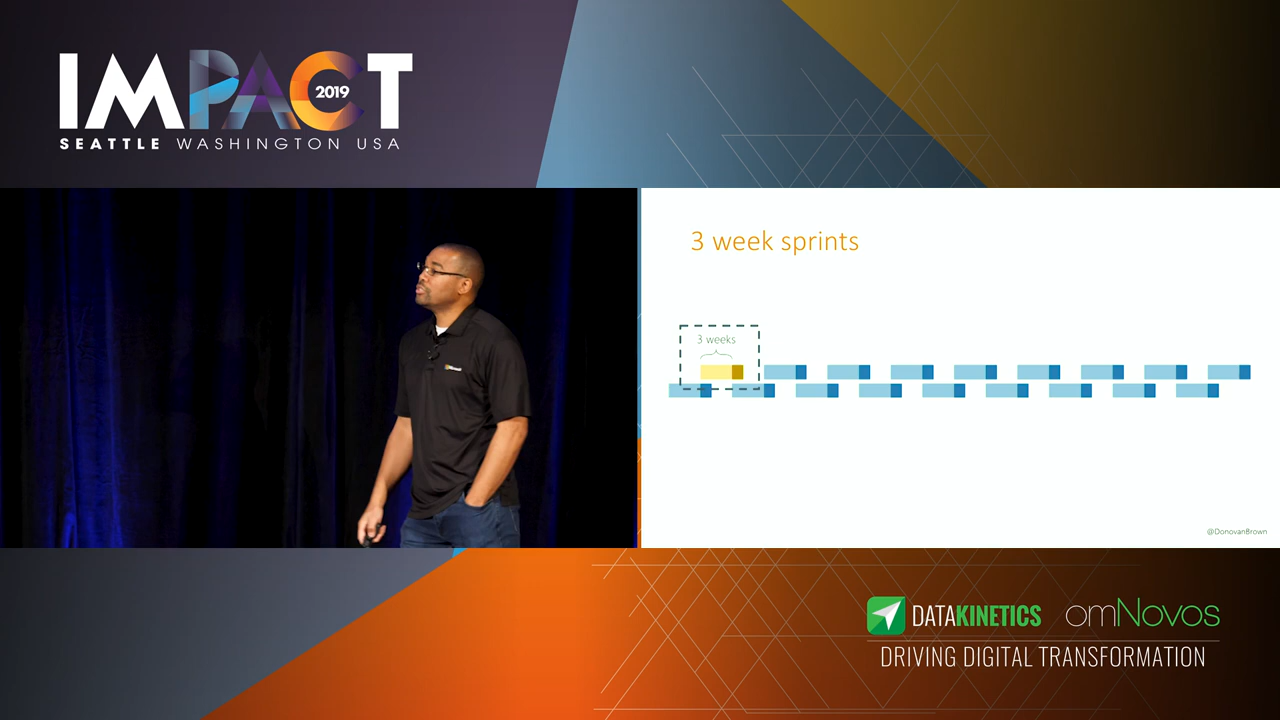 IMPACT
2019
SEATTLE WASHINGTON USA
3 week sprints
3 weeks
@DonovanBrown
DATAKINETICS omNovos
DRIVING DIGITAL TRANSFORMATION